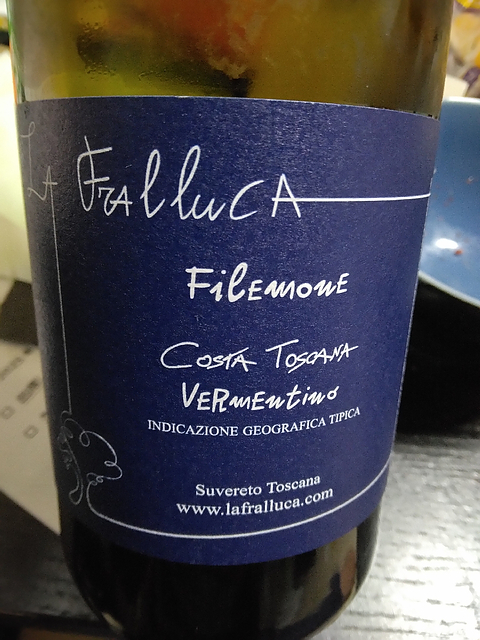 La Fralluca
Filemone
Costa Toscana
Vermentino
INDICAZIONE GEOGRAFICA TIPICA
Suvereto Toscana
www.lafralluca.com